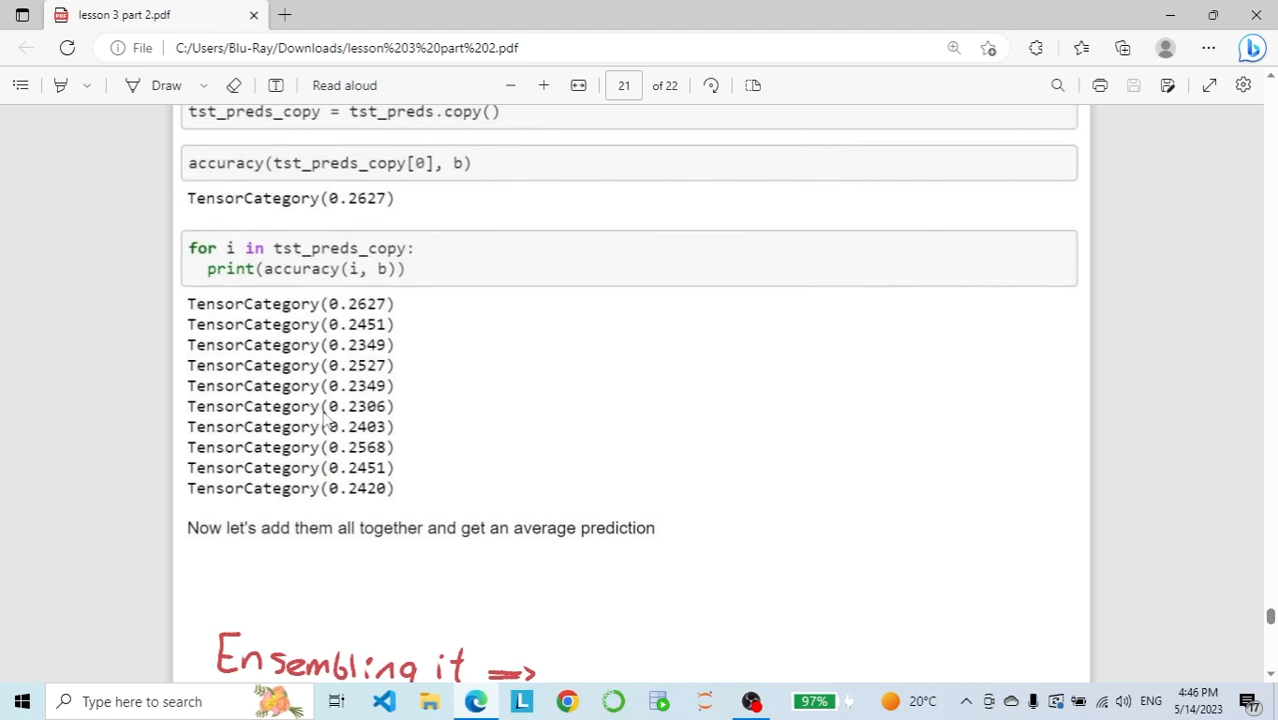 lesson 3 part 2.pdf
File
C:/Users/Blu-Ray/Downloads/lesson%203%20part%202.pdf
Draw
Read aloud
21 of 22
tst_preds_copy = tst_preds.copy()
accuracy(tst_preds_copy[0], b)
TensorCategory(0.2627)
for i in tst_preds_copy:
print(accuracy(i, b))
TensorCategory(0.2627)
TensorCategory(0.2451)
TensorCategory(0.2349)
TensorCategory(0.2527)
TensorCategory(0.2349)
TensorCategory(0.2306)
TensorCategory(0.2403)
TensorCategory(0.2568)
TensorCategory(0.2451)
TensorCategory(0.2420)
Now let's add them all together and get an average prediction
Ensembling it ⇒
Type here to search
97%
20°C
ENG
4:46 PM
5/14/2023
17